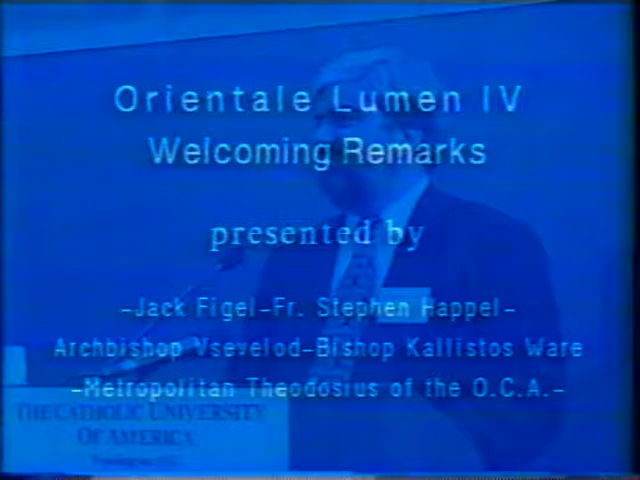 Orientale Lumen IV
Welcoming Remarks
presented by
-Jack Figel-Fr. Stephen Happel-
Archbishop Vsevolod-Bishop Kallistos Ware
-Metropolitan Theodosius of the O.C.A.-
THE CATHOLIC UNIVERSITY
OF AMERICA